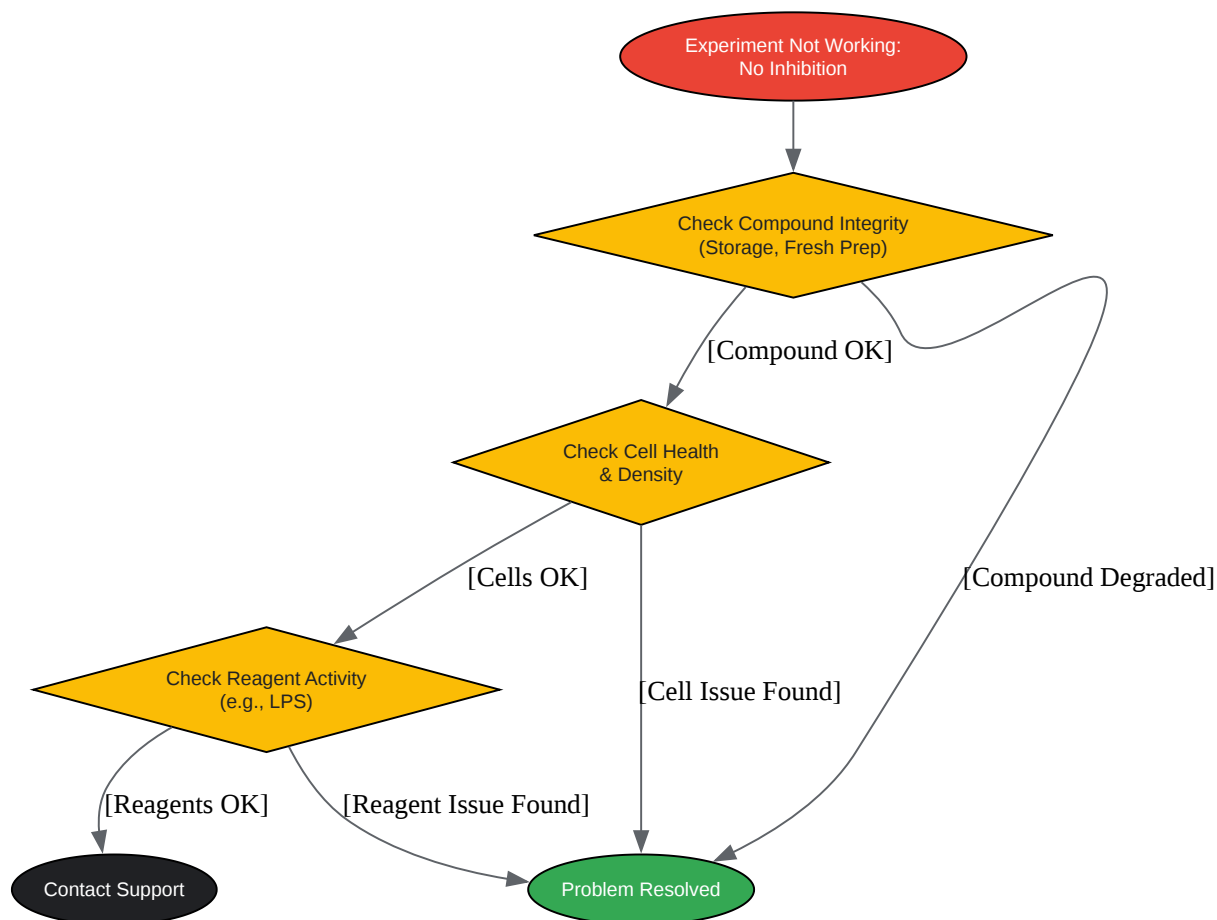 Experiment Not Working:
No Inhibition
Check Compound Integrity
(Storage, Fresh Prep)
[Compound OK]
Check Cell Health
& Density
[Cells OK]
[Compound Degraded]
Check Reagent Activity
(e.g., LPS)
[Cell Issue Found]
[Reagents OK]
[Reagent Issue Found]
Contact Support
Problem Resolved